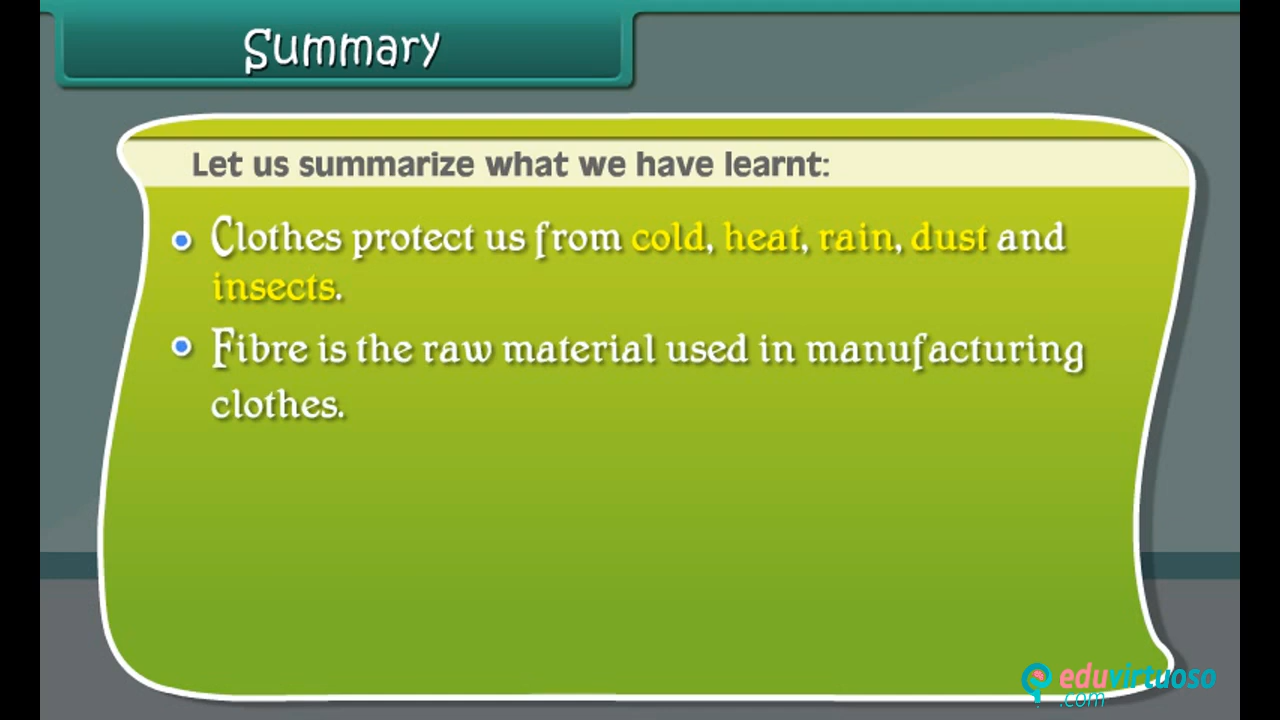 Summary
Let us summarize what we have learnt:
Clothes protect us from cold, heat, rain, dust and
insects.
Fibre is the raw material used in manufacturing
clothes.
eduvirtuoso
.com